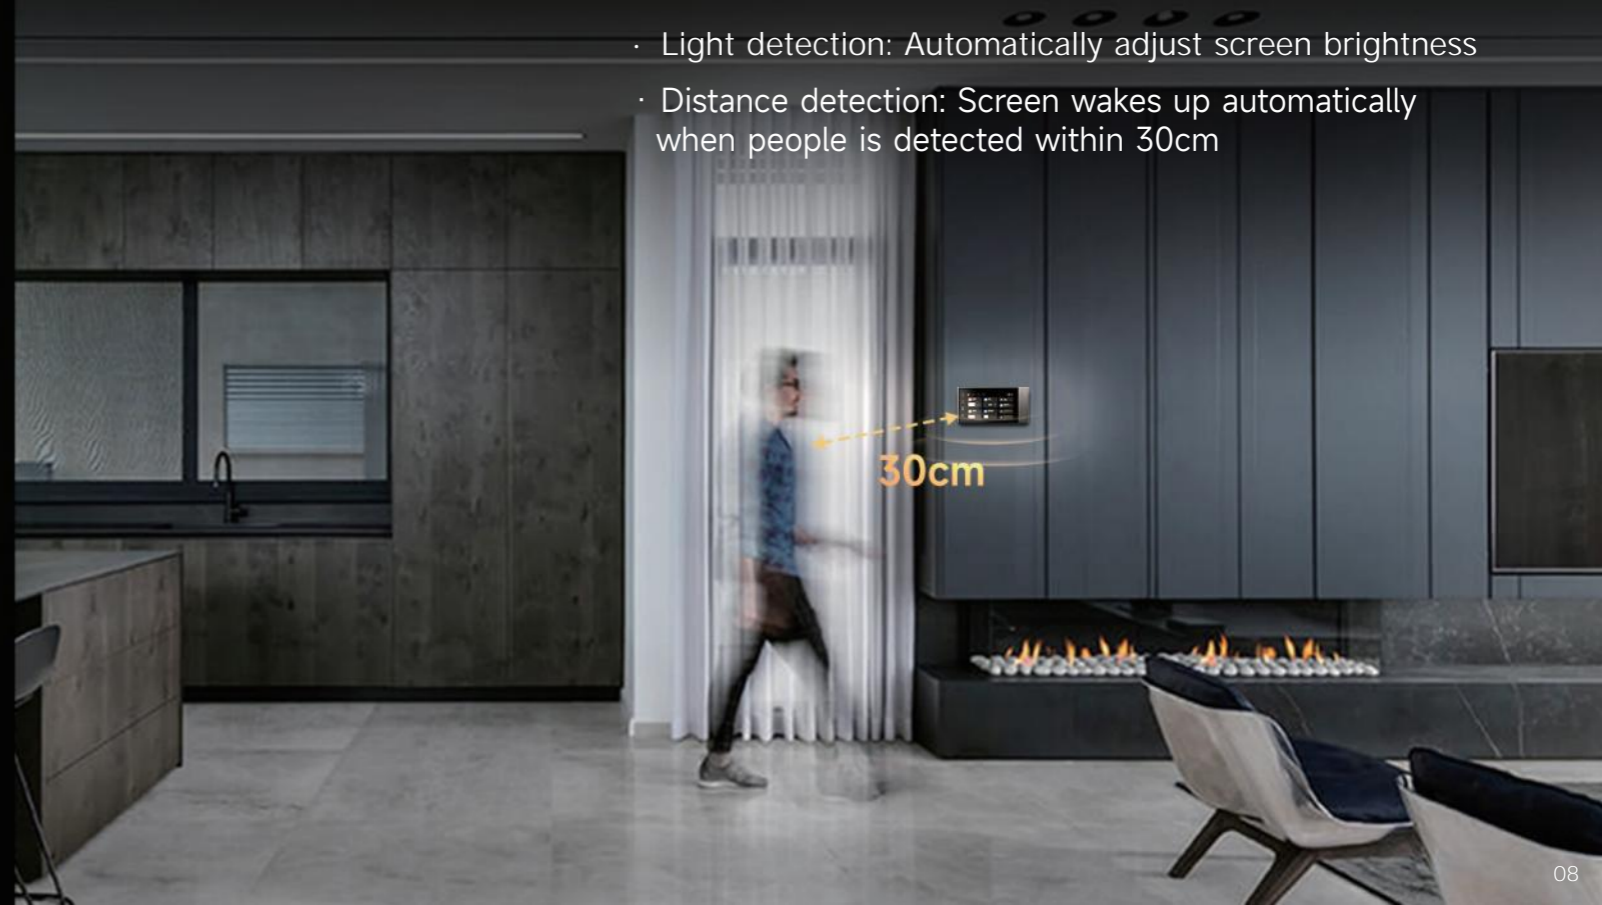 · Light detection: Automatically adjust screen brightness
· Distance detection: Screen wakes up automatically
when people is detected within 30cm
30cm
08